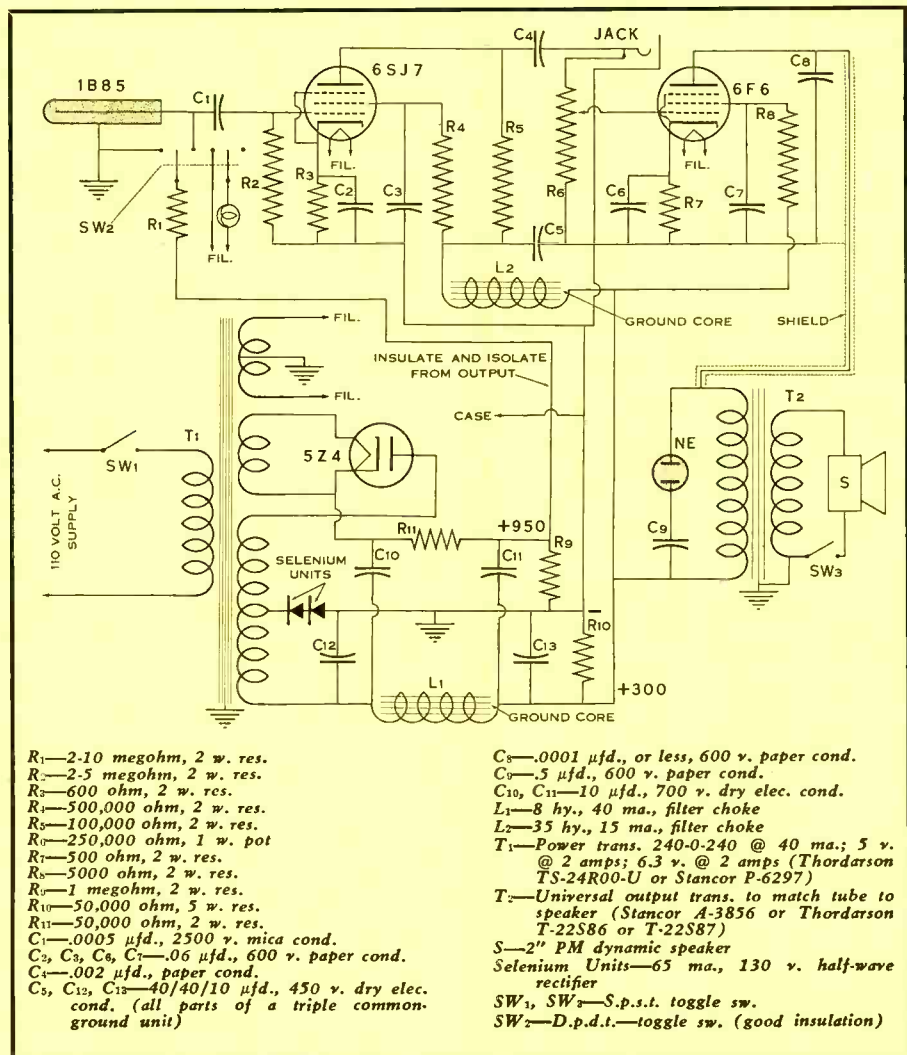 1B85
C1
6SJ7
C4
JACK
6F6
C8
R8
R4
R5
R6
R2
R3
FIL.
C2
C3
C6
R7
FIL.
C7
SW2
R1
FIL.
C5
L2
GROUND CORE
SHIELD
FIL.
INSULATE AND ISOLATE
FROM OUTPUT
FIL.
CASE
T1
SW1
5Z4
NE
T2
S
110 VOLT A.C.
SUPPLY
R11
+950
R9
C10
C11
C9
SW3
SELENIUM
UNITS
–
R10
C12
C13
L1
+300
GROUND CORE
R1—2-10 megohm, 2 w. res.
R2—2-5 megohm, 2 w. res.
R3—600 ohm, 2 w. res.
R4—500,000 ohm, 2 w. res.
R5—100,000 ohm, 2 w. res.
R6—250,000 ohm, 1 w. pot
R7—500 ohm, 2 w. res.
R8—5000 ohm, 2 w. res.
R9—1 megohm, 2 w. res.
R10—50,000 ohm, 5 w. res.
R11—50,000 ohm, 2 w. res.
C1—.0005 µfd., 2500 v. mica cond.
C2, C3, C6, C7—.06 µfd., 600 v. paper cond.
C4—.002 µfd., paper cond.
C5, C12, C13—40/40/10 µfd., 450 v. dry elec.
cond. (all parts of a triple common-
ground unit)
C8—.0001 µfd., or less, 600 v. paper cond.
C9—.5 µfd., 600 v. paper cond.
C10, C11—10 µfd., 700 v. dry elec. cond.
L1—8 hy., 40 ma., filter choke
L2—35 hy., 15 ma., filter choke
T1—Power trans. 240-0-240 @ 40 ma.; 5 v.
@ 2 amps; 6.3 v. @ 2 amps (Thordarson
TS-24R00-U or Stancor P-6297)
T2—Universal output trans. to match tube to
speaker (Stancor A-3856 or Thordarson
T-22S86 or T-22S87)
S—2" PM dynamic speaker
Selenium Units—65 ma., 130 v. half-wave
rectifier
SW1, SW3—S.p.s.t. toggle sw.
SW2—D.p.d.t.—toggle sw. (good insulation)